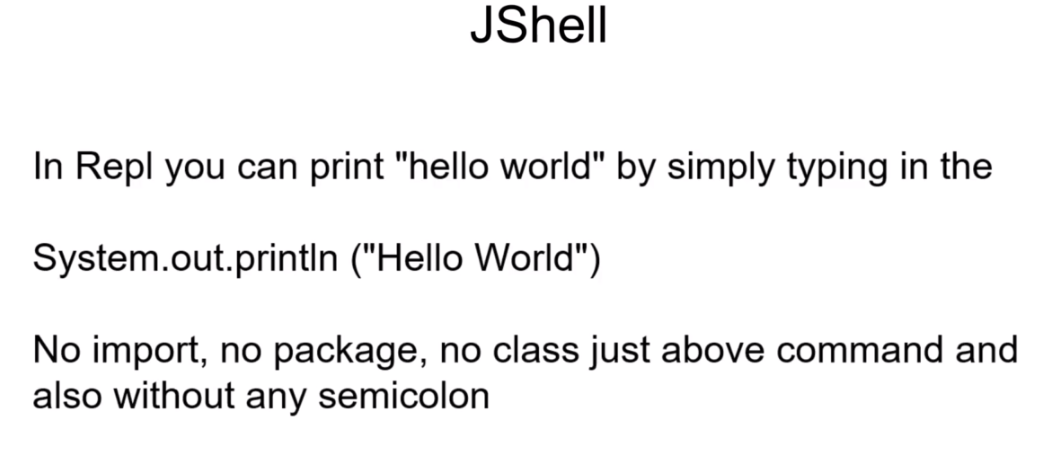 JShell
In Repl you can print "hello world" by simply typing in the
System.out.println ("Hello World")
No import, no package, no class just above command and
also without any semicolon